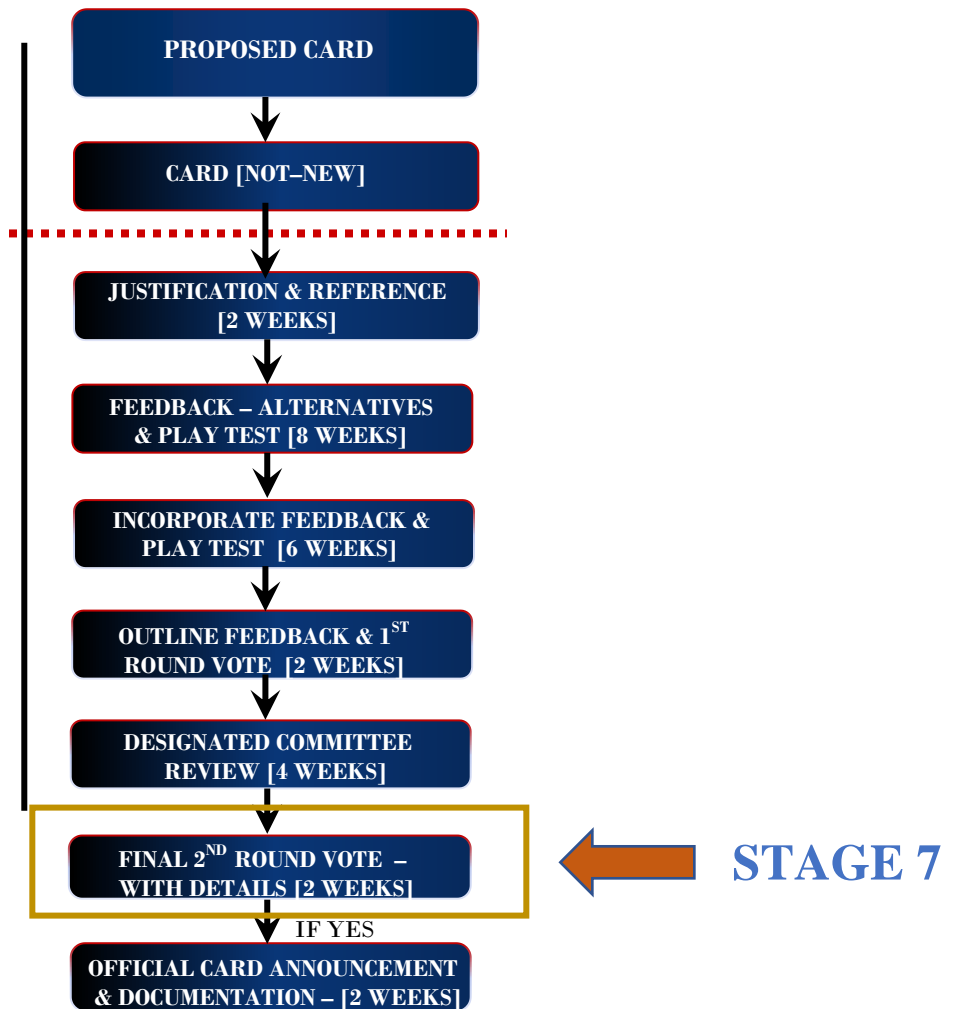 PROPOSED CARD
CARD [NOT–NEW]
JUSTIFICATION & REFERENCE
[2 WEEKS]
FEEDBACK – ALTERNATIVES
& PLAY TEST [8 WEEKS]
INCORPORATE FEEDBACK &
PLAY TEST [6 WEEKS]
OUTLINE FEEDBACK & 1ST
ROUND VOTE [2 WEEKS]
DESIGNATED COMMITTEE
REVIEW [4 WEEKS]
FINAL 2ND ROUND VOTE –
WITH DETAILS [2 WEEKS]
STAGE 7
IF YES
OFFICIAL CARD ANNOUNCEMENT
& DOCUMENTATION – [2 WEEKS]